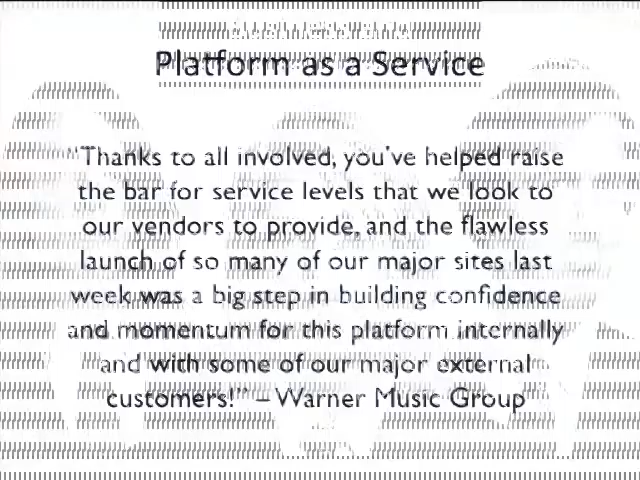 Platform as a Service
"Thanks to all involved, you've helped raise
the bar for service levels that we look to
our vendors to provide, and the flawless
launch of so many of our major sites last
week was a big step in building confidence
and momentum for this platform internally
and with some of our major external
customers!" – Warner Music Group